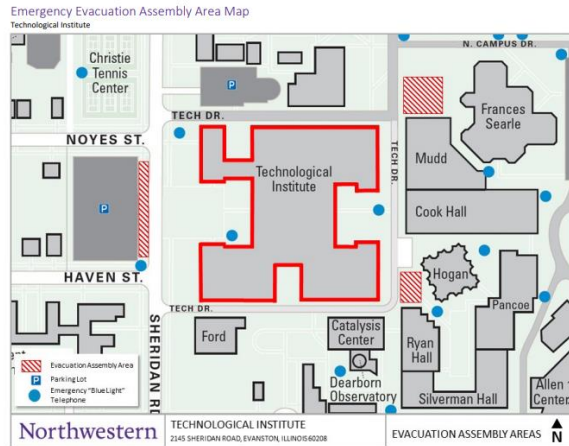 Emergency Evacuation Assembly Area Map
Technological Institute
N. CAMPUS DR.
Christie
Tennis
Center
P
TECH DR.
Frances
Searle
NOYES ST.
TECH DR.
Mudd
Technological
Institute
P
Cook Hall
HAVEN ST.
Hogan
Pancoe
TECH DR.
SHERIDAN RD
Ford
Catalysis
Center
Ryan
Hall
Dearborn
Observatory
Silverman Hall
Allen
Center
Evacuation Assembly Area
P
Parking Lot
Emergency "Blue Light"
Telephone
Northwestern
TECHNOLOGICAL INSTITUTE
2145 SHERIDAN ROAD, EVANSTON, ILLINOIS 60208
EVACUATION ASSEMBLY AREAS
N